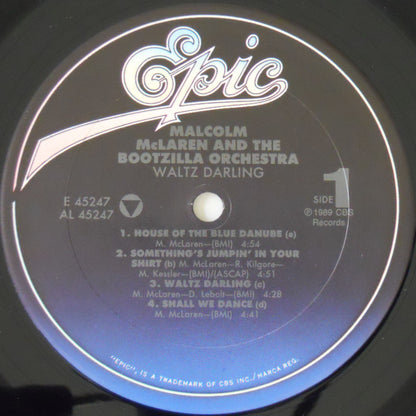 Epic
MALCOLM
McLAREN AND THE
BOOTZILLA ORCHESTRA
WALTZ DARLING
E 45247
AL 45247
SIDE 1
℗ 1989 CBS
Records
1. HOUSE OF THE BLUE DANUBE (a)
M. McLaren—(BMI) 4:54
2. SOMETHING'S JUMPIN' IN YOUR
SHIRT (b) M. McLaren—R. Kilgore—
M. Kessler—(BMI)/(ASCAP) 4:51
3. WALTZ DARLING (c)
M. McLaren—D. Lebolt—(BMI) 4:28
4. SHALL WE DANCE (d)
M. McLaren—(BMI) 4:41
"EPIC", IS A TRADEMARK OF CBS INC./MARCA REG.